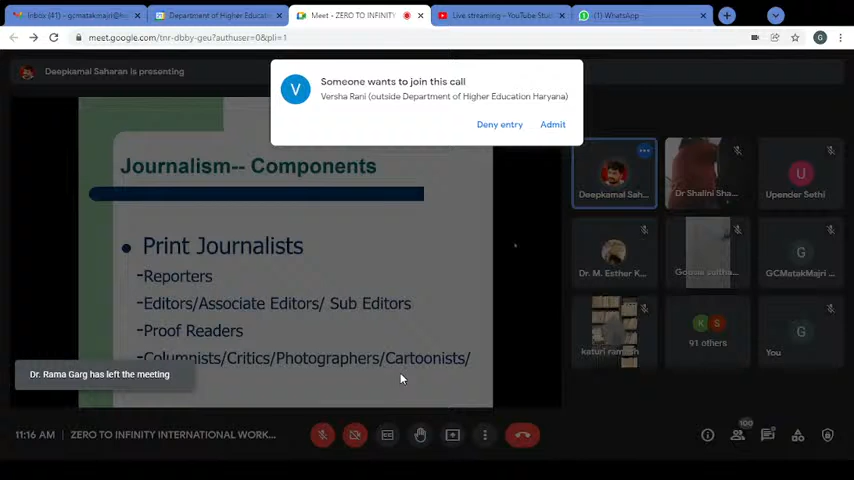 Inbox (41) – gcmatakmajri@h
Department of Higher Educati
Meet – ZERO TO INFINITY
Live streaming – YouTube Stu
(1) WhatsApp
meet.google.com/tnr-dbby-geu?authuser=0&pli=1
Deepkamal Saharan is presenting
Someone wants to join this call
V
Versha Rani (outside Department of Higher Education Haryana)
Deny entry Admit
Journalism-- Components
Print Journalists
-Reporters
-Editors/Associate Editors/ Sub Editors
-Proof Readers
-Columnists/Critics/Photographers/Cartoonists/
Deepkamal Sah...
Dr Shalini Sha...
U
Upender Sethi
Dr. M. Esther K...
G
GCMatakMajri ...
K S
91 others
G
You
Dr. Rama Garg has left the meeting
11:16 AM | ZERO TO INFINITY INTERNATIONAL WORK...
100